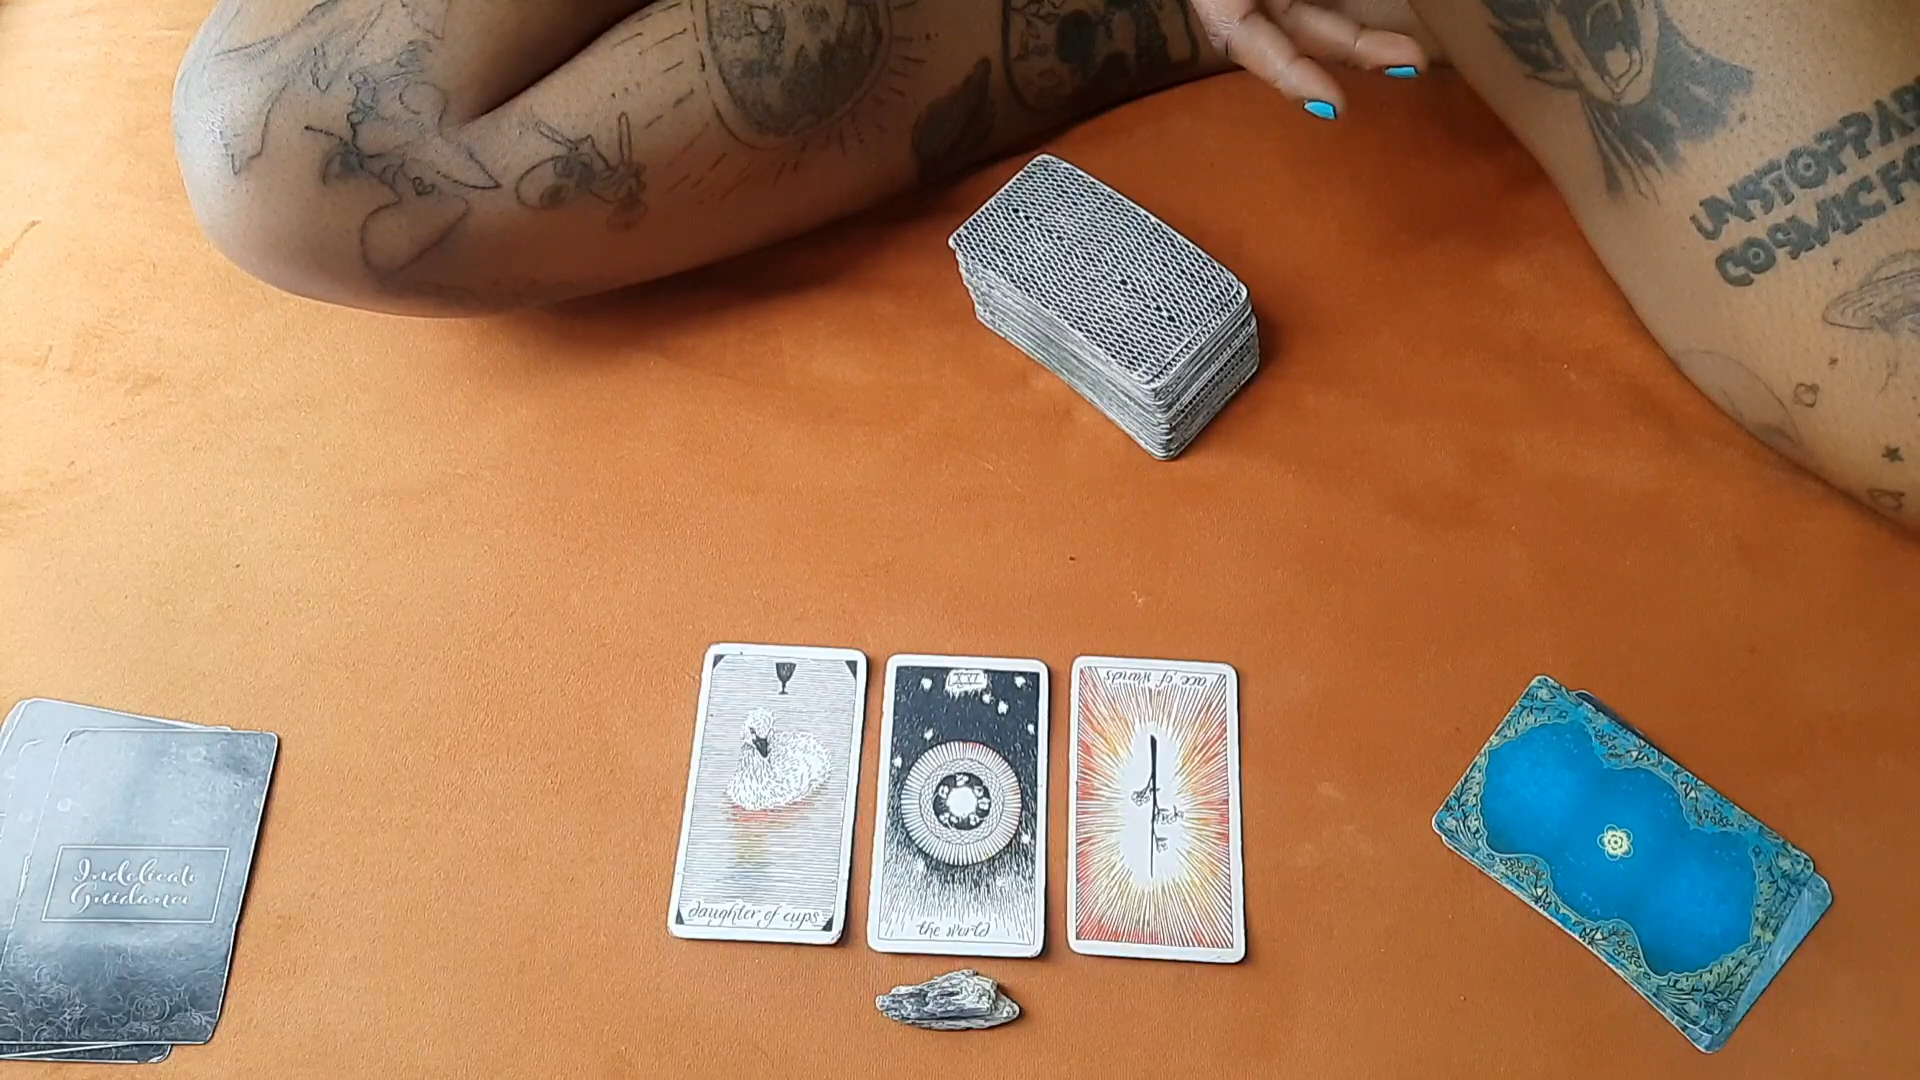 UNSTOPPAB
COSMIC FO
Indelicate
Guidance
daughter of cups
XXI
the world
ace of wands